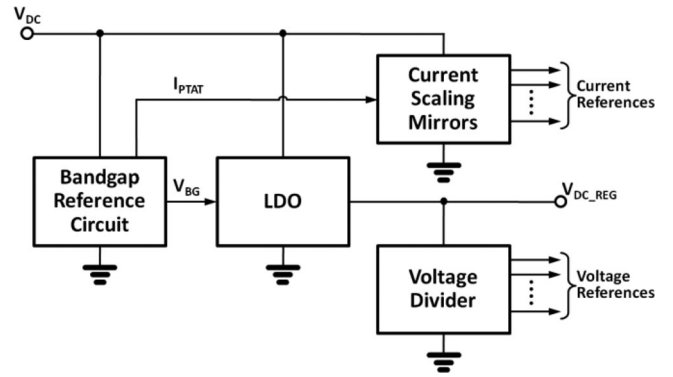 V_DC
I_PTAT
Current
Scaling
Mirrors
Current
References
Bandgap
Reference
Circuit
V_BG
LDO
V_DC_REG
Voltage
Divider
Voltage
References